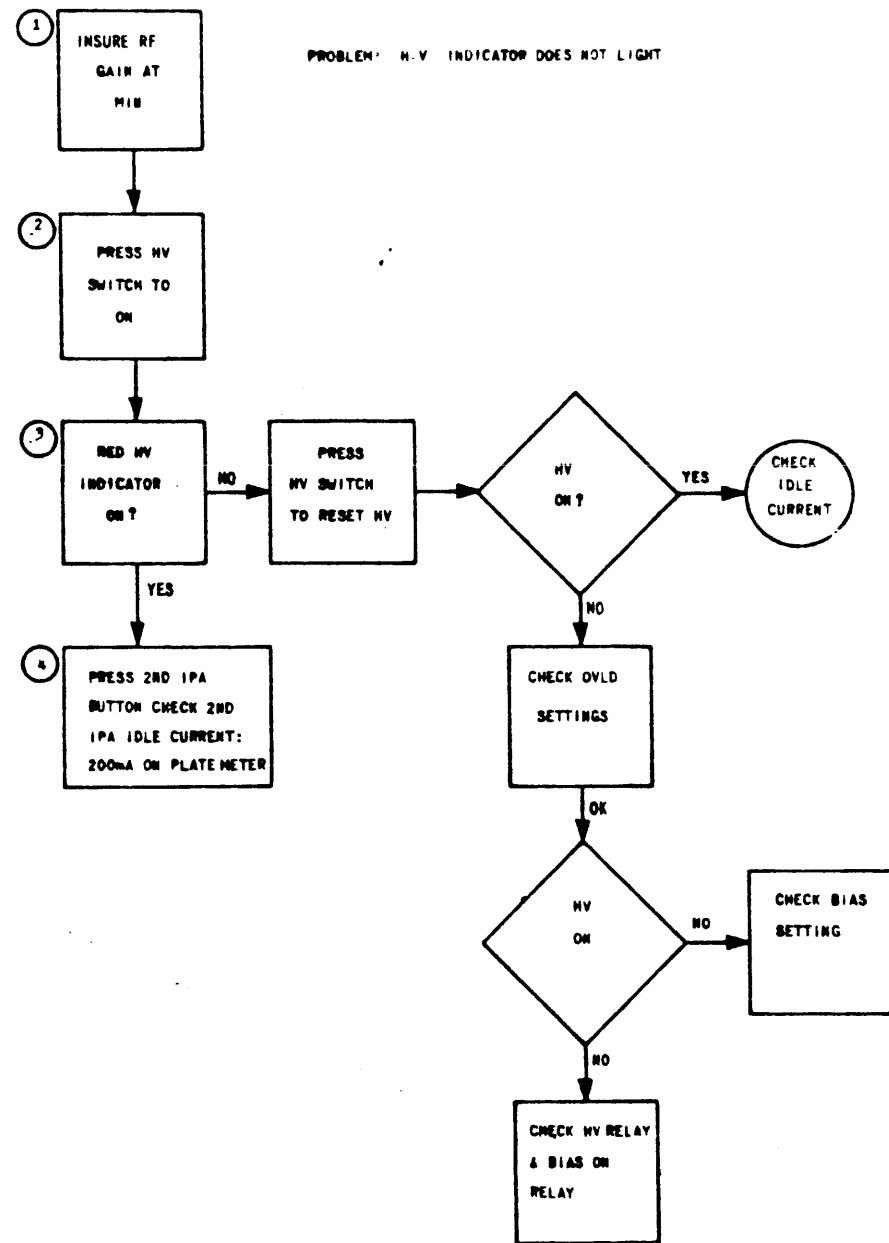 1
INSURE RF
GAIN AT
MIN
PROBLEM: H.V INDICATOR DOES NOT LIGHT
2
PRESS HV
SWITCH TO
ON
3
RED HV
INDICATOR
ON?
NO
PRESS
HV SWITCH
TO RESET HV
HV
ON?
YES
CHECK
IDLE
CURRENT
YES
NO
4
PRESS 2ND IPA
BUTTON CHECK 2ND
IPA IDLE CURRENT:
200mA ON PLATE METER
CHECK OVLD
SETTINGS
OK
HV
ON
NO
CHECK BIAS
SETTING
NO
CHECK HV RELAY
& BIAS ON
RELAY